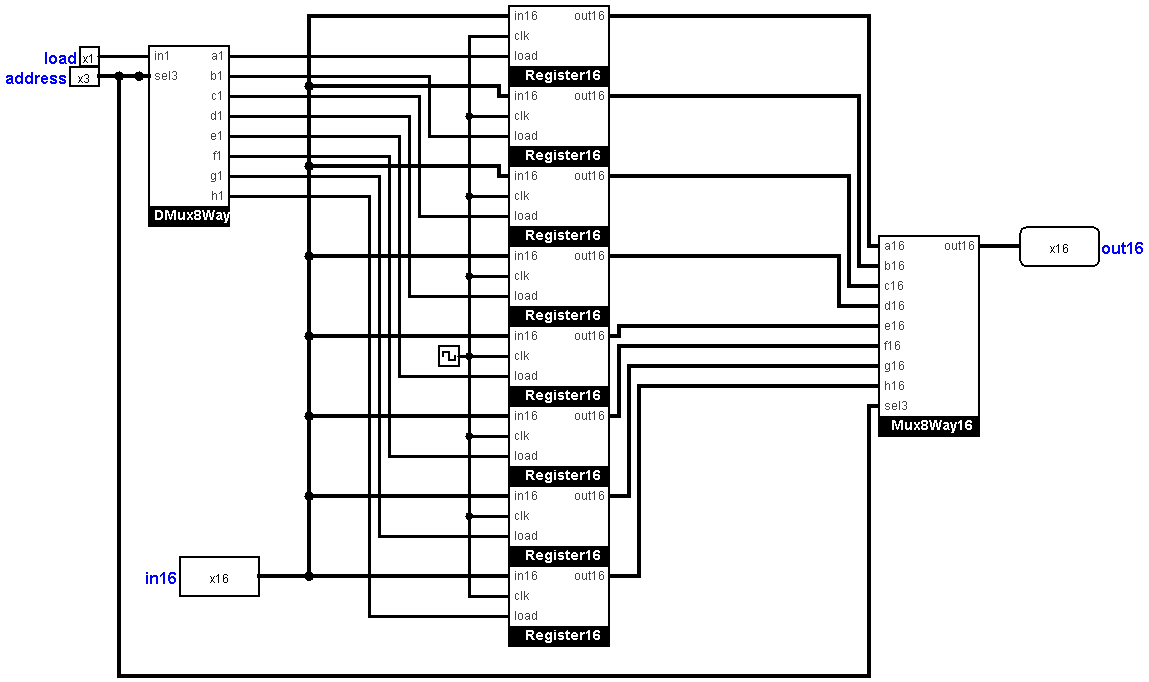 load x1
address x3
in1 a1
sel3 b1
c1
d1
e1
f1
g1
h1
DMux8Way
in16 x16
in16 out16
clk
load
Register16
in16 out16
clk
load
Register16
in16 out16
clk
load
Register16
in16 out16
clk
load
Register16
in16 out16
clk
load
Register16
in16 out16
clk
load
Register16
in16 out16
clk
load
Register16
in16 out16
clk
load
Register16
a16 out16
b16
c16
d16
e16
f16
g16
h16
sel3
Mux8Way16
x16 out16